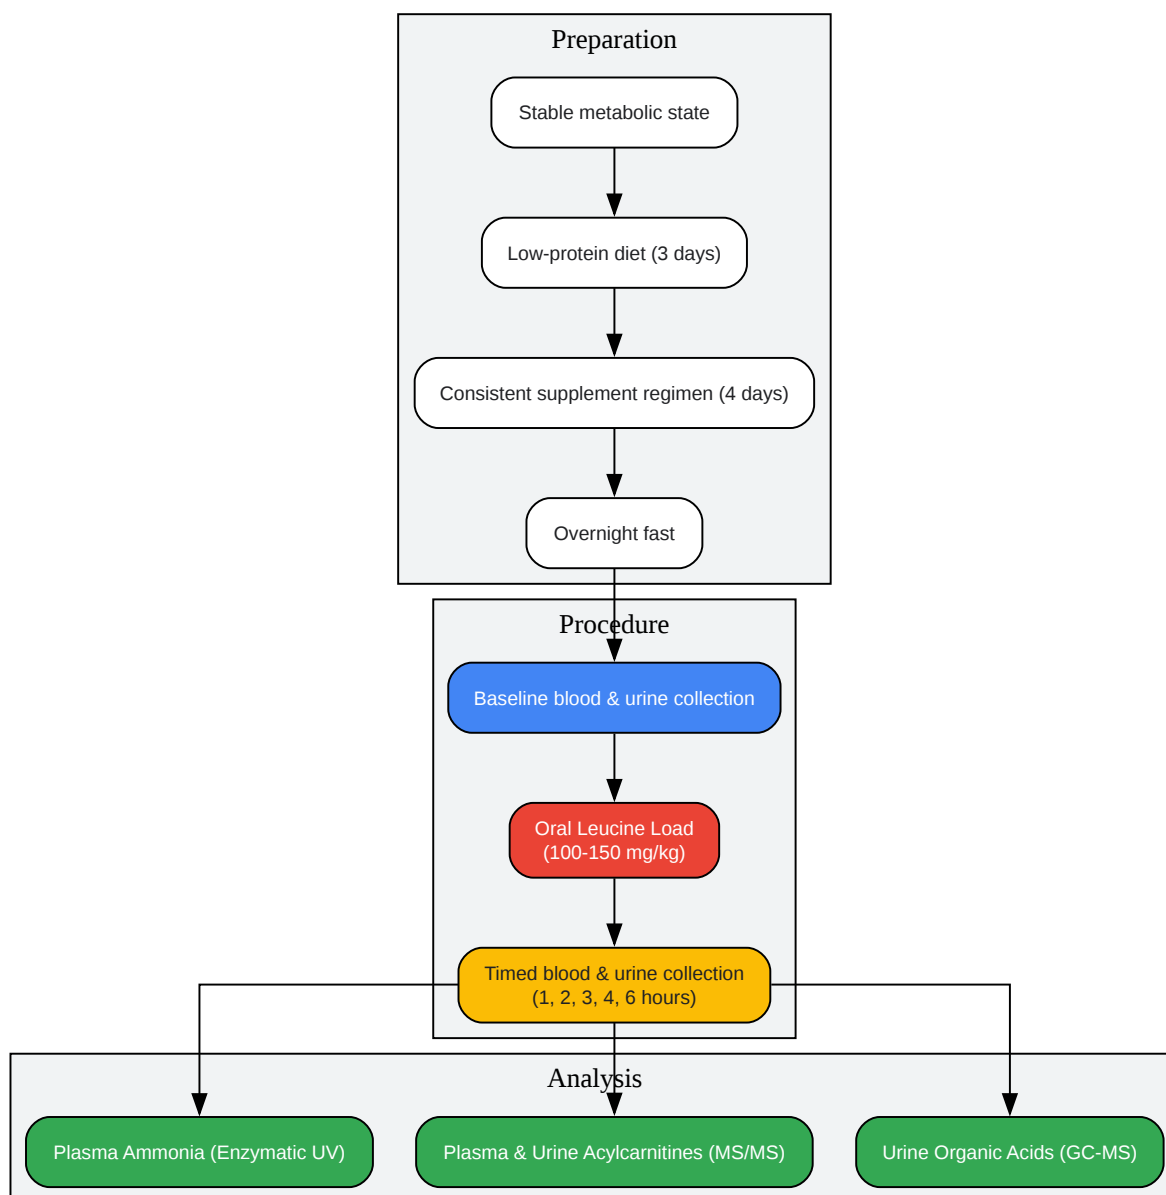 Preparation
Stable metabolic state
Low-protein diet (3 days)
Consistent supplement regimen (4 days)
Overnight fast
Procedure
Baseline blood & urine collection
Oral Leucine Load
(100-150 mg/kg)
Timed blood & urine collection
(1, 2, 3, 4, 6 hours)
Analysis
Plasma Ammonia (Enzymatic UV)
Plasma & Urine Acylcarnitines (MS/MS)
Urine Organic Acids (GC-MS)